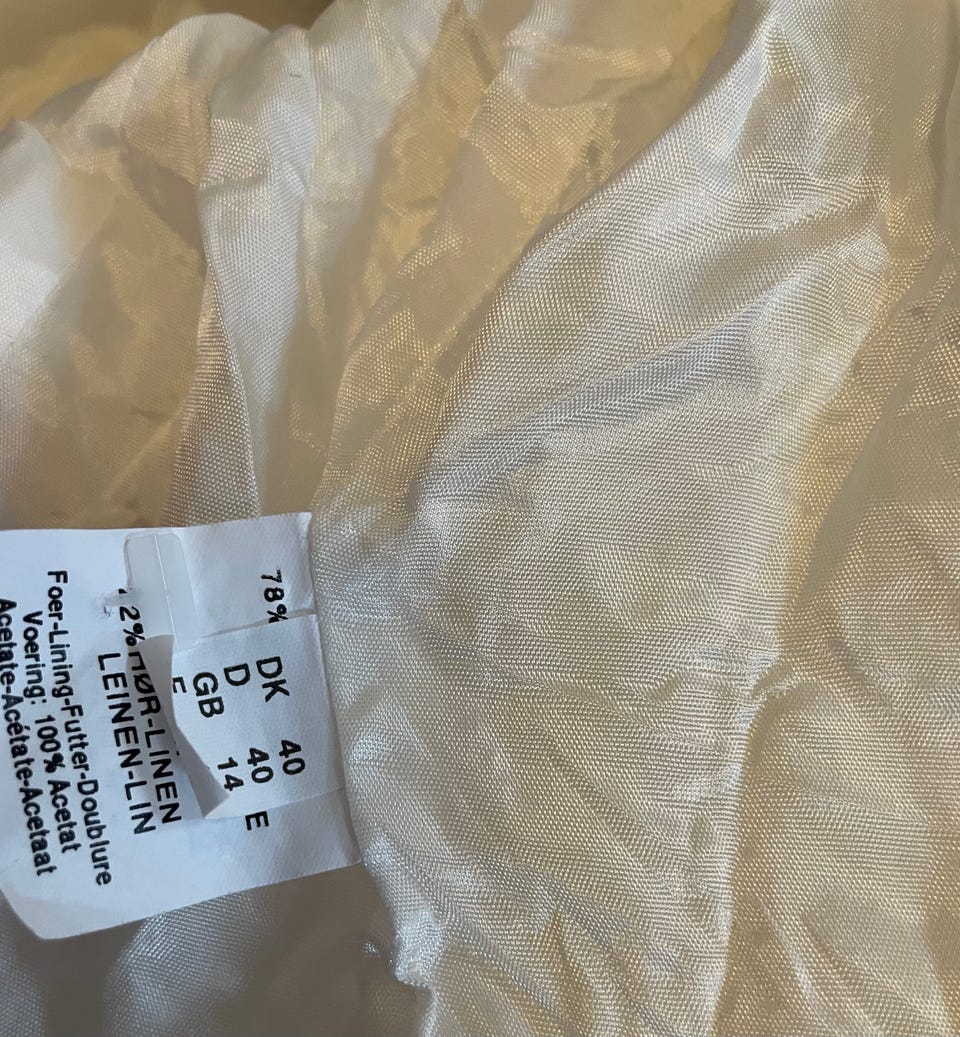 78%
DK 40
D 40 E
GB 14
E
2% HØR-LINEN
LEINEN-LIN
Foer-Lining-Futter-Doublure
Voering: 100% Acetat
Acetate-Acétate-Acetaat